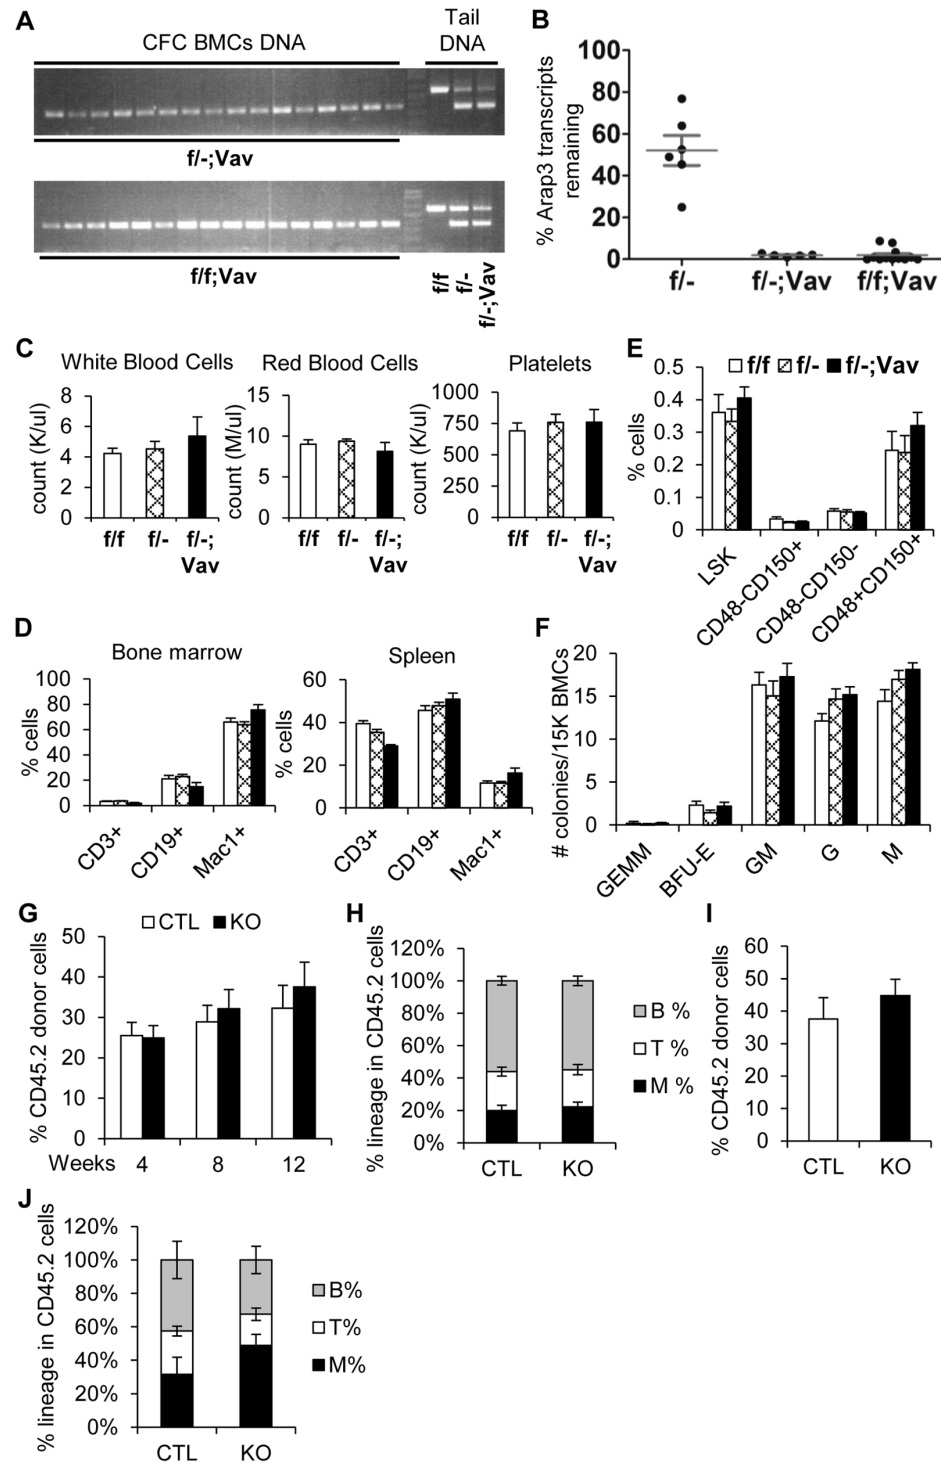 A
CFC BMCs DNA
Tail
DNA
f/-;Vav
f/f;Vav
f/f
f/-
f/-;Vav
B
% Arap3 transcripts
remaining
100
80
60
40
20
0
f/-
f/-;Vav
f/f;Vav
C
White Blood Cells
count (K/ul)
8
6
4
2
0
f/f
f/-
f/-;
Vav
Red Blood Cells
count (M/ul)
15
10
5
0
f/f
f/-
f/-;
Vav
Platelets
count (K/ul)
1000
750
500
250
0
f/f
f/-
f/-;
Vav
E
f/f
f/-
f/-;Vav
% cells
0.5
0.4
0.3
0.2
0.1
0
LSK
CD48-CD150+
CD48-CD150-
CD48+CD150+
D
Bone marrow
% cells
100
80
60
40
20
0
CD3+
CD19+
Mac1+
Spleen
% cells
60
40
20
0
CD3+
CD19+
Mac1+
F
# colonies/15K BMCs
20
15
10
5
0
GEMM
BFU-E
GM
G
M
G
CTL
KO
% CD45.2 donor cells
50
40
30
20
10
0
Weeks
4
8
12
H
% lineage in CD45.2 cells
120%
100%
80%
60%
40%
20%
0%
CTL
KO
B %
T %
M %
I
% CD45.2 donor cells
60
50
40
30
20
10
0
CTL
KO
J
% lineage in CD45.2 cells
120%
100%
80%
60%
40%
20%
0%
CTL
KO
B%
T%
M%